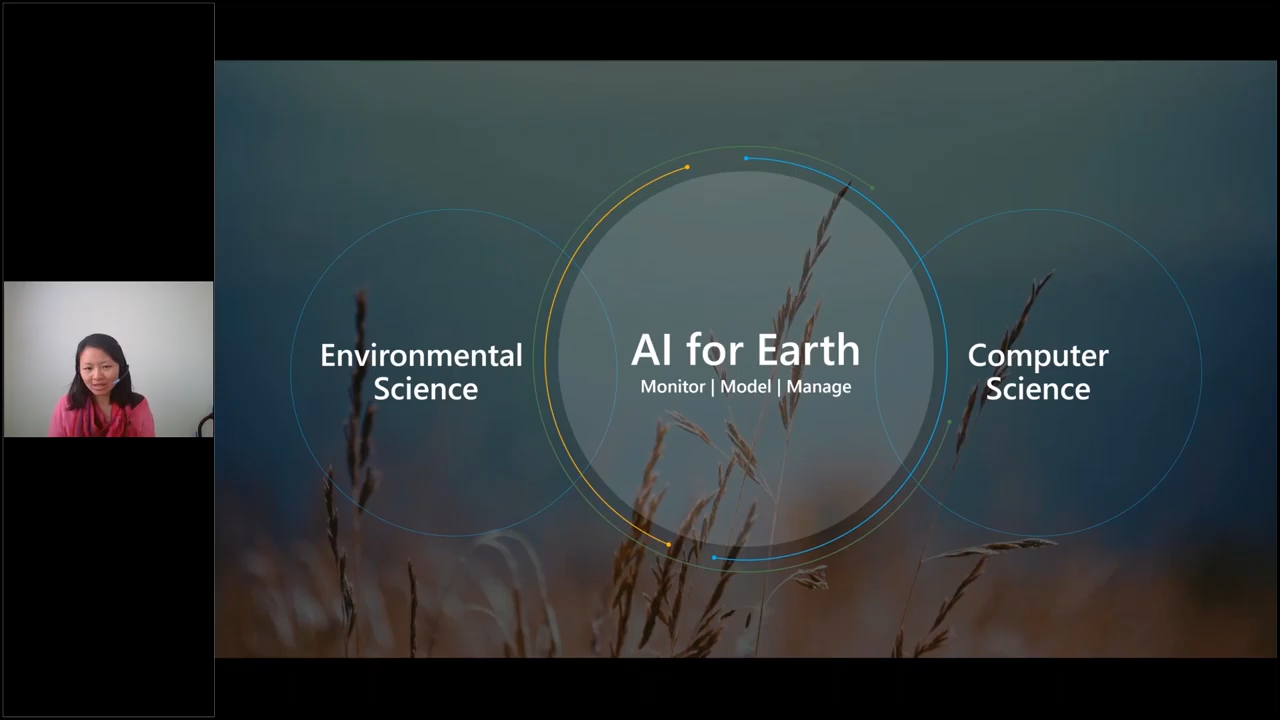 Environmental
Science
AI for Earth
Monitor | Model | Manage
Computer
Science